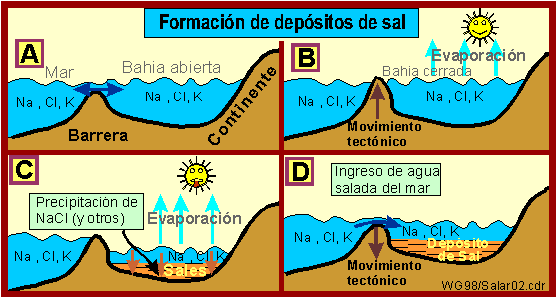 Formación de depósitos de sal
A
Mar
Bahia abierta
Na , Cl, K
Na , Cl, K
Barrera
Continente
B
Evaporación
Bahia cerrada
Na , Cl, K
Na , Cl, K
Movimiento
tectónico
C
Precipitación de
NaCl (y otros)
Evaporación
Na , Cl, K
Na , Cl, K
Sales
D
Ingreso de agua
salada del mar
Na , Cl, K
Na , Cl, K
Depósito
de Sal
Movimiento
tectónico
WG98/Salar02.cdr